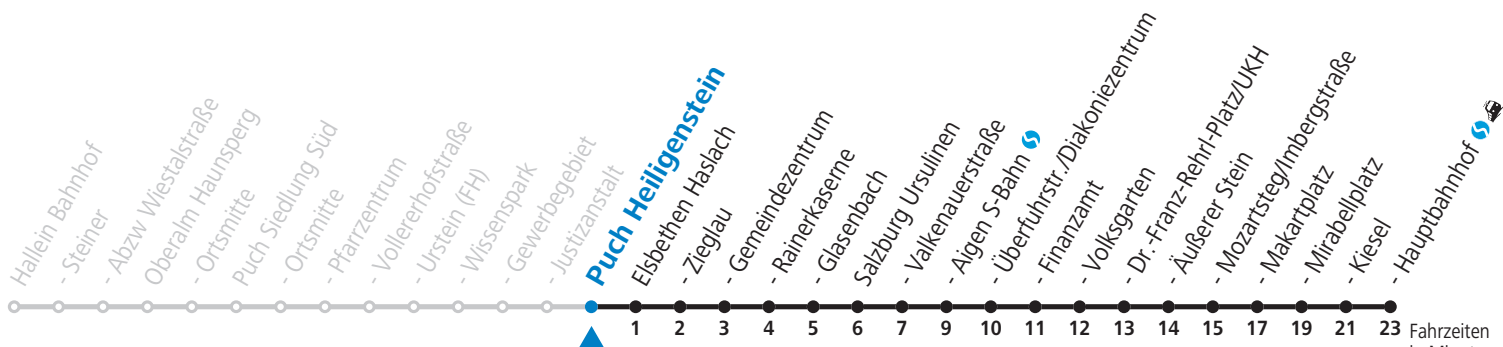 Hallein Bahnhof
- Steiner
- Abzw Wiestalstraße
Oberalm Haunsperg
- Ortsmitte
Puch Siedlung Süd
- Ortsmitte
- Pfarrzentrum
- Vollererhofstraße
- Urstein (FH)
- Wissenspark
- Gewerbegebiet
- Justizanstalt
Puch Heiligenstein
Elsbethen Haslach
- Zieglau
- Gemeindezentrum
- Rainerkaserne
- Glasenbach
Salzburg Ursulinen
- Valkenauerstraße
- Aigen S-Bahn
- Überfuhrstr./Diakoniezentrum
- Finanzamt
- Volksgarten
- Dr.-Franz-Rehrl-Platz/UKH
- Äußerer Stein
- Mozartsteg/Imbergstraße
- Makartplatz
- Mirabellplatz
- Kiesel
- Hauptbahnhof
1 2 3 4 5 6 7 9 10 11 12 13 14 15 17 19 21 23 Fahrzeiten